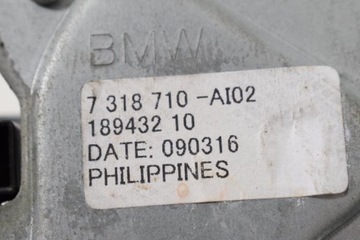 BMW
7 318 710 -AI02
189432 10
DATE: 090316
PHILIPPINES